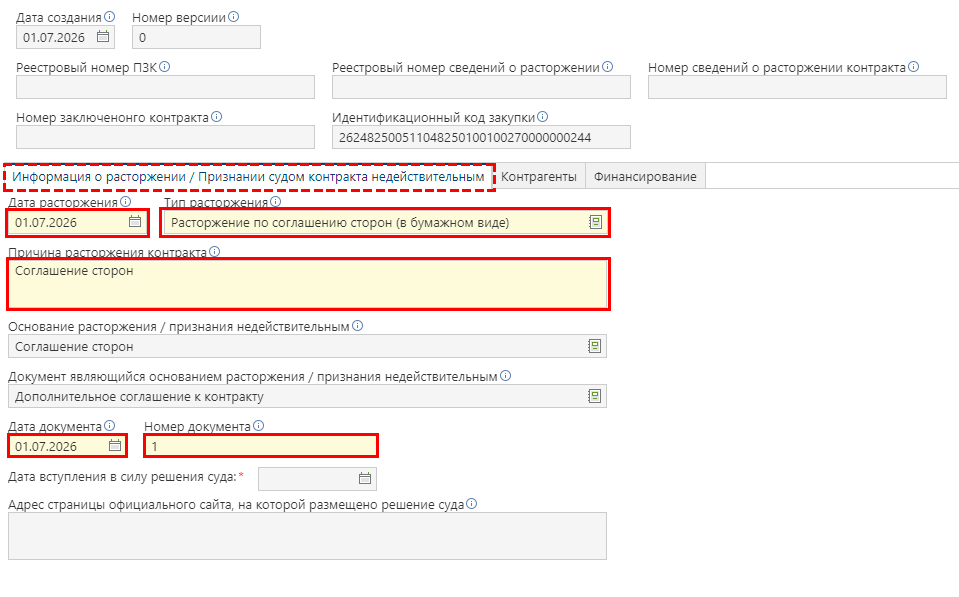 Дата создания Номер версиии
01.07.2026 0
Реестровый номер ПЗК Реестровый номер сведений о расторжении Номер сведений о расторжении контракта
Номер заключеного контракта Идентификационный код закупки
262482500511048250100100270000000244
Информация о расторжении / Признании судом контракта недействительным Контрагенты Финансирование
Дата расторжения Тип расторжения
01.07.2026 Расторжение по соглашению сторон (в бумажном виде)
Причина расторжения контракта
Соглашение сторон
Основание расторжения / признания недействительным
Соглашение сторон
Документ являющийся основанием расторжения / признания недействительным
Дополнительное соглашение к контракту
Дата документа Номер документа
01.07.2026 1
Дата вступления в силу решения суда:*
Адрес страницы официального сайта, на которой размещено решение суда